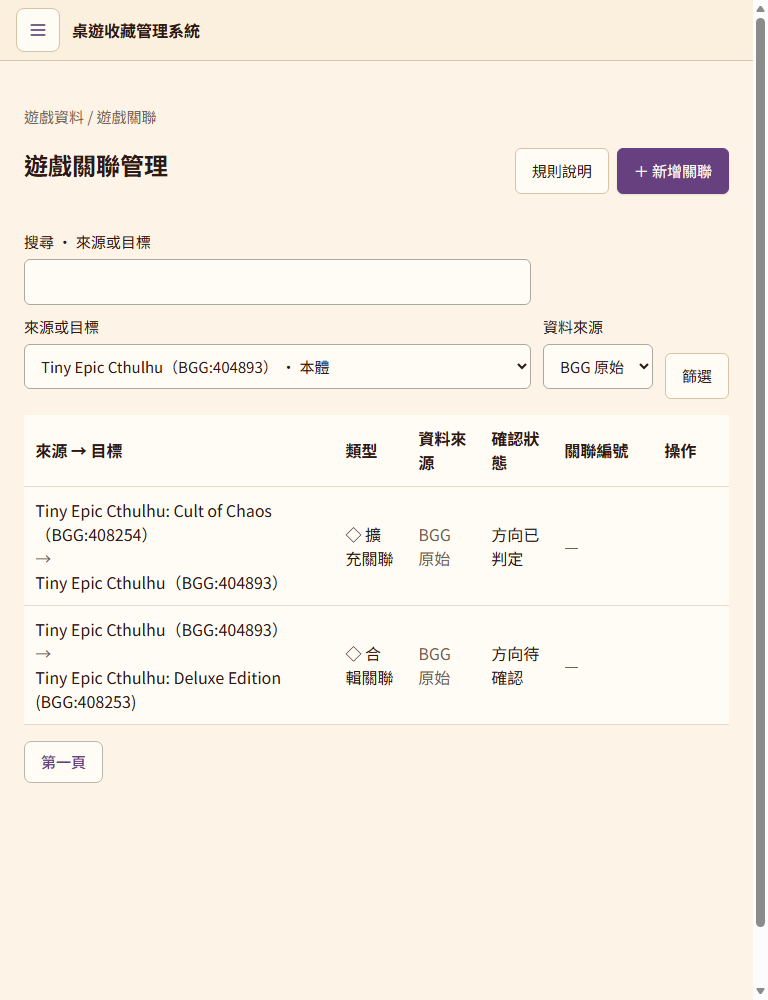 桌遊收藏管理系統
遊戲資料 / 遊戲關聯
遊戲關聯管理
規則說明
＋ 新增關聯
搜尋 · 來源或目標
來源或目標
資料來源
Tiny Epic Cthulhu（BGG:404893） · 本體
BGG 原始
篩選
來源 → 目標
類型
資料來
源
確認狀
態
關聯編號
操作
Tiny Epic Cthulhu: Cult of Chaos
（BGG:408254）
→
Tiny Epic Cthulhu（BGG:404893）
◇ 擴
充關聯
BGG
原始
方向已
判定
—
Tiny Epic Cthulhu（BGG:404893）
→
Tiny Epic Cthulhu: Deluxe Edition
(BGG:408253)
◇ 合
輯關聯
BGG
原始
方向待
確認
—
第一頁